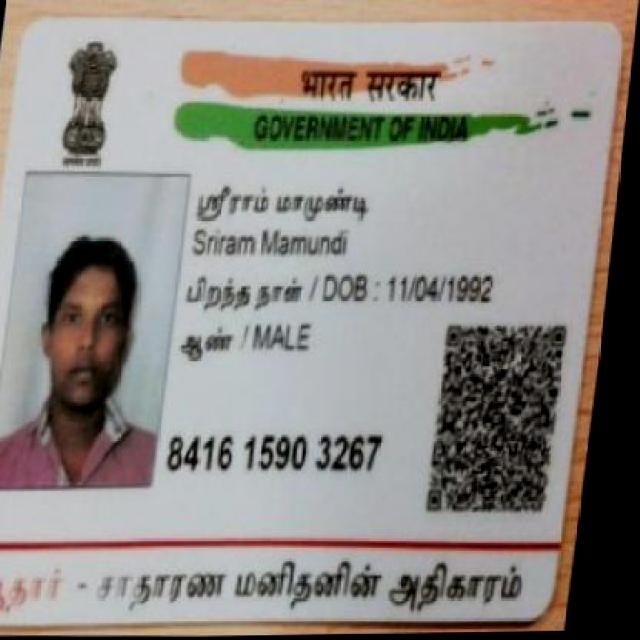 भारत सरकार
GOVERNMENT OF INDIA
ஸ்ரீராம் மாமுண்டி
Sriram Mamundi
பிறந்த நாள் / DOB : 11/04/1992
ஆண் / MALE
8416 1590 3267
ஆதார் - சாதாரண மனிதனின் அதிகாரம்